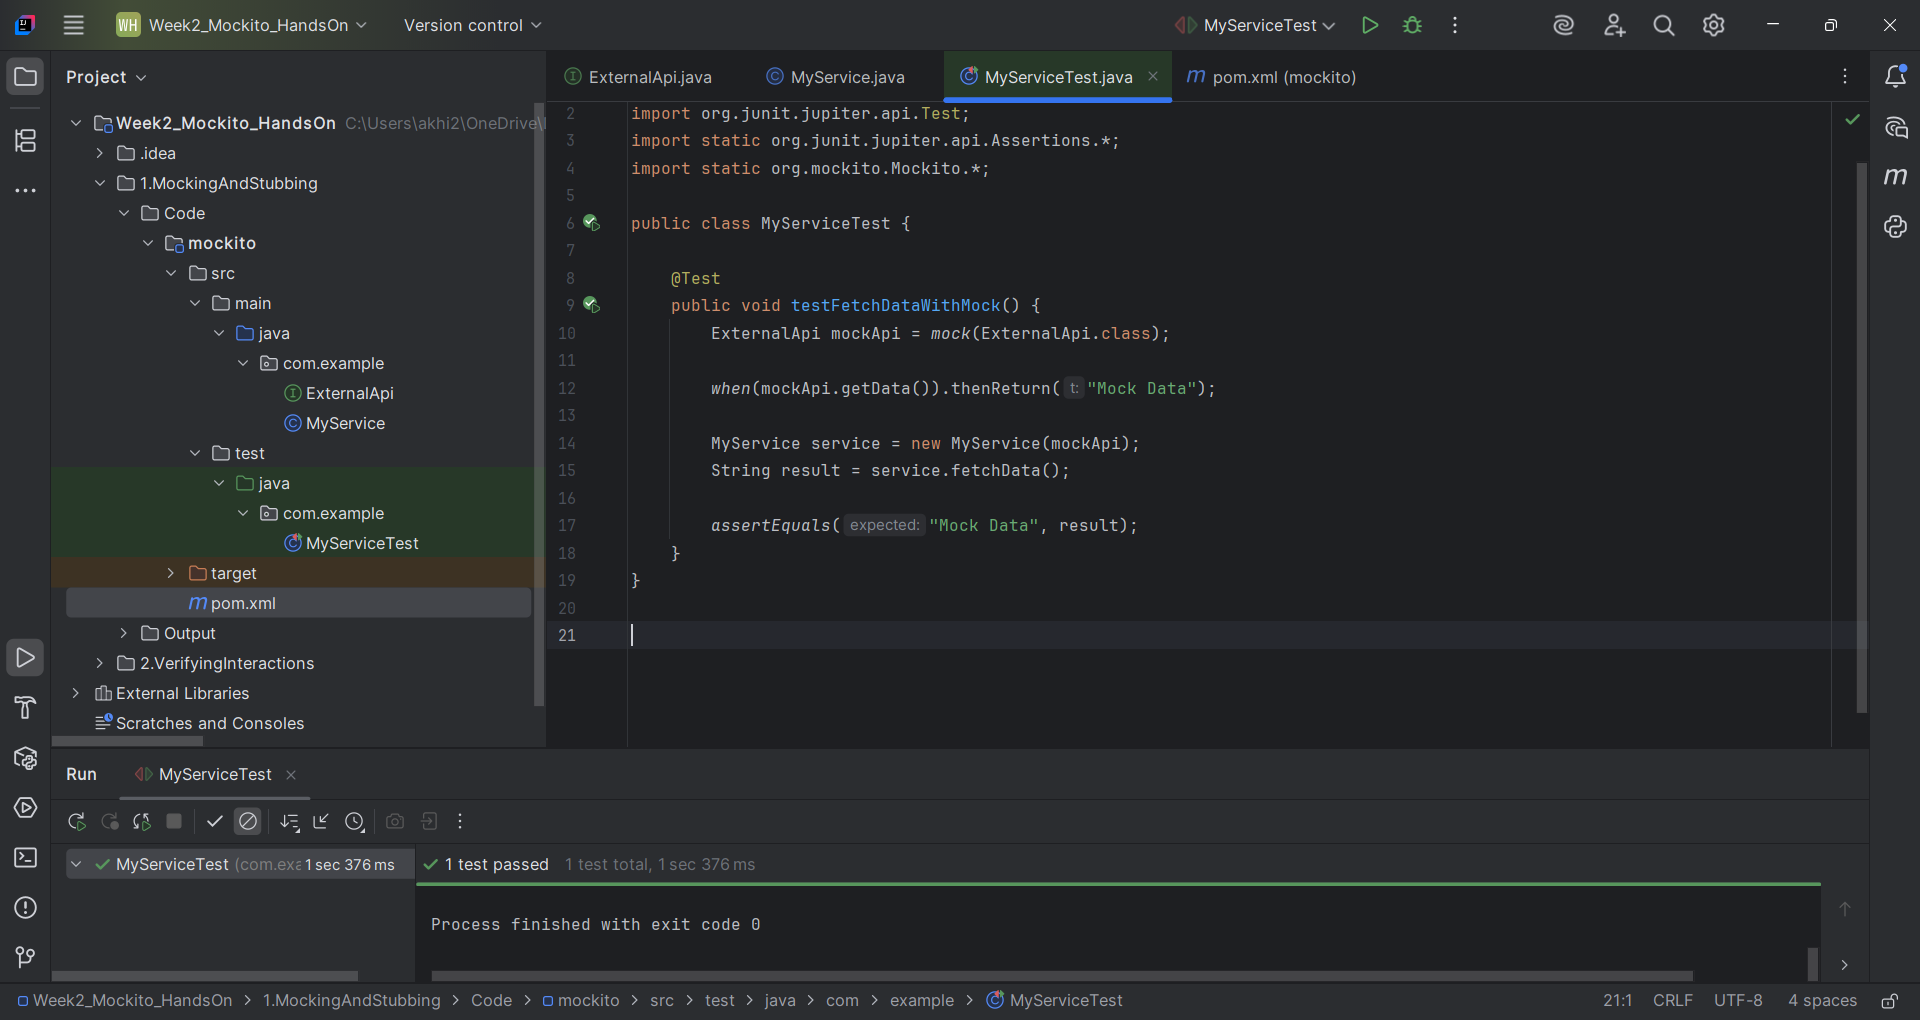 WH Week2_Mockito_HandsOn Version control MyServiceTest
Project
Week2_Mockito_HandsOn C:\Users\akhi2\OneDrive\
.idea
1.MockingAndStubbing
Code
mockito
src
main
java
com.example
ExternalApi
MyService
test
java
com.example
MyServiceTest
target
pom.xml
Output
2.VerifyingInteractions
External Libraries
Scratches and Consoles
ExternalApi.java MyService.java MyServiceTest.java pom.xml (mockito)
2 import org.junit.jupiter.api.Test;
3 import static org.junit.jupiter.api.Assertions.*;
4 import static org.mockito.Mockito.*;
5
6 public class MyServiceTest {
7
8 @Test
9 public void testFetchDataWithMock() {
10 ExternalApi mockApi = mock(ExternalApi.class);
11
12 when(mockApi.getData()).thenReturn( t: "Mock Data");
13
14 MyService service = new MyService(mockApi);
15 String result = service.fetchData();
16
17 assertEquals( expected: "Mock Data", result);
18 }
19 }
20
21
Run MyServiceTest
MyServiceTest (com.exa 1 sec 376 ms
1 test passed 1 test total, 1 sec 376 ms
Process finished with exit code 0
Week2_Mockito_HandsOn > 1.MockingAndStubbing > Code > mockito > src > test > java > com > example > MyServiceTest
21:1 CRLF UTF-8 4 spaces